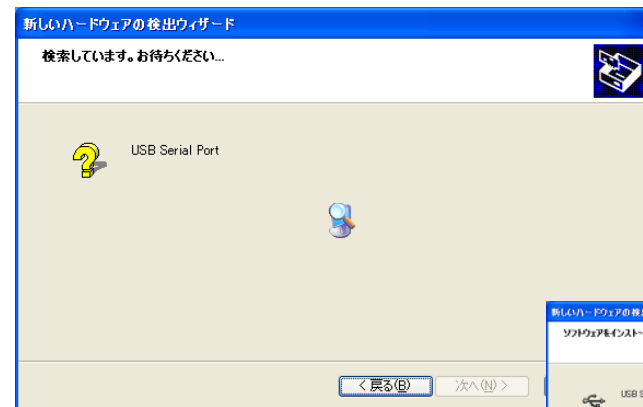 新しいハードウェアの検出ウィザード
検索しています。お待ちください...
USB Serial Port
< 戻る(B)
次へ(N) >
新しいハードウェアの検
ソフトウェアをインストー
USB S